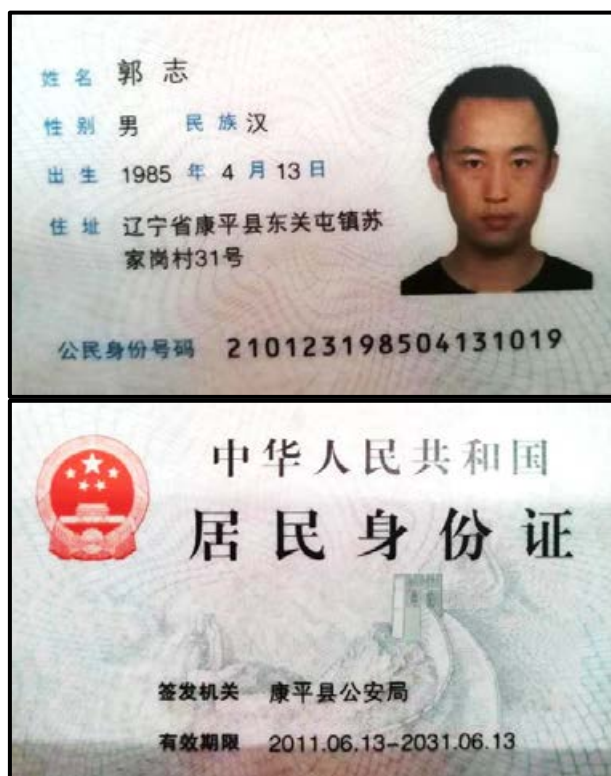 姓名 郭志
性别 男 民族 汉
出生 1985 年 4 月 13 日
住址 辽宁省康平县东关屯镇苏
家岗村31号
公民身份号码 210123198504131019
中华人民共和国
居民身份证
签发机关 康平县公安局
有效期限 2011.06.13-2031.06.13